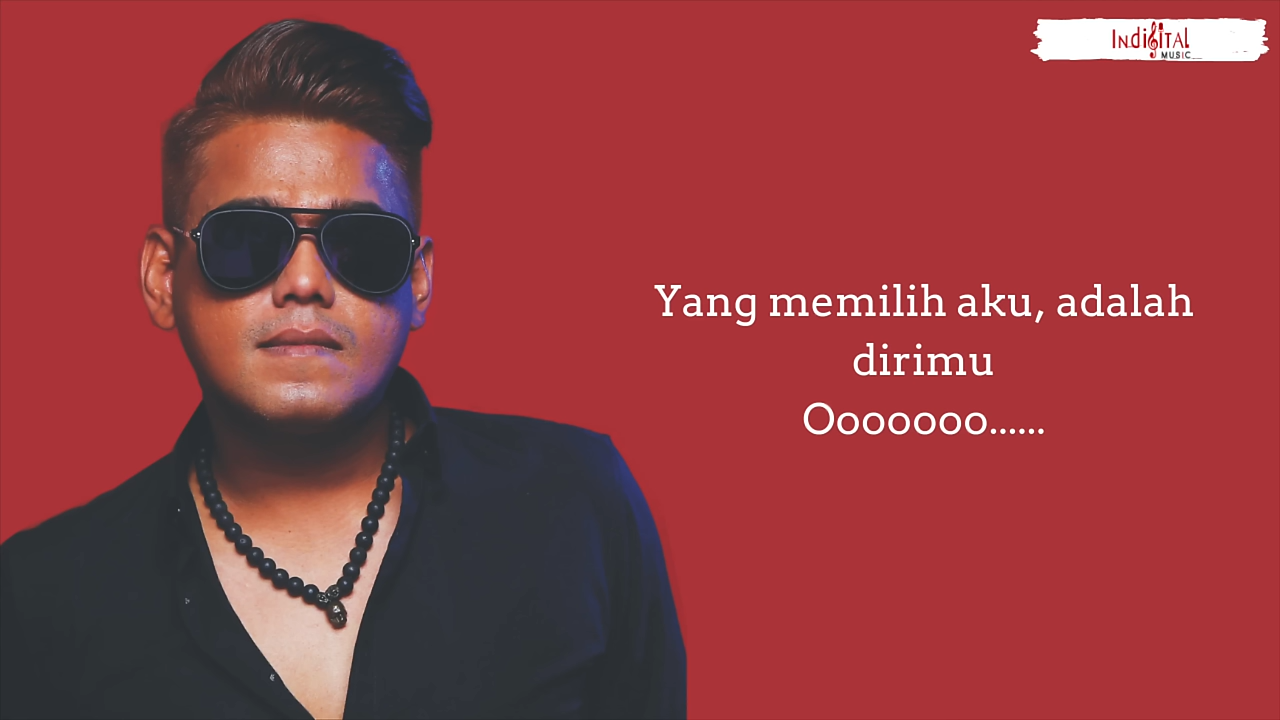 INDIGITAL
MUSIC
Yang memilih aku, adalah
dirimu
Ooooooo......